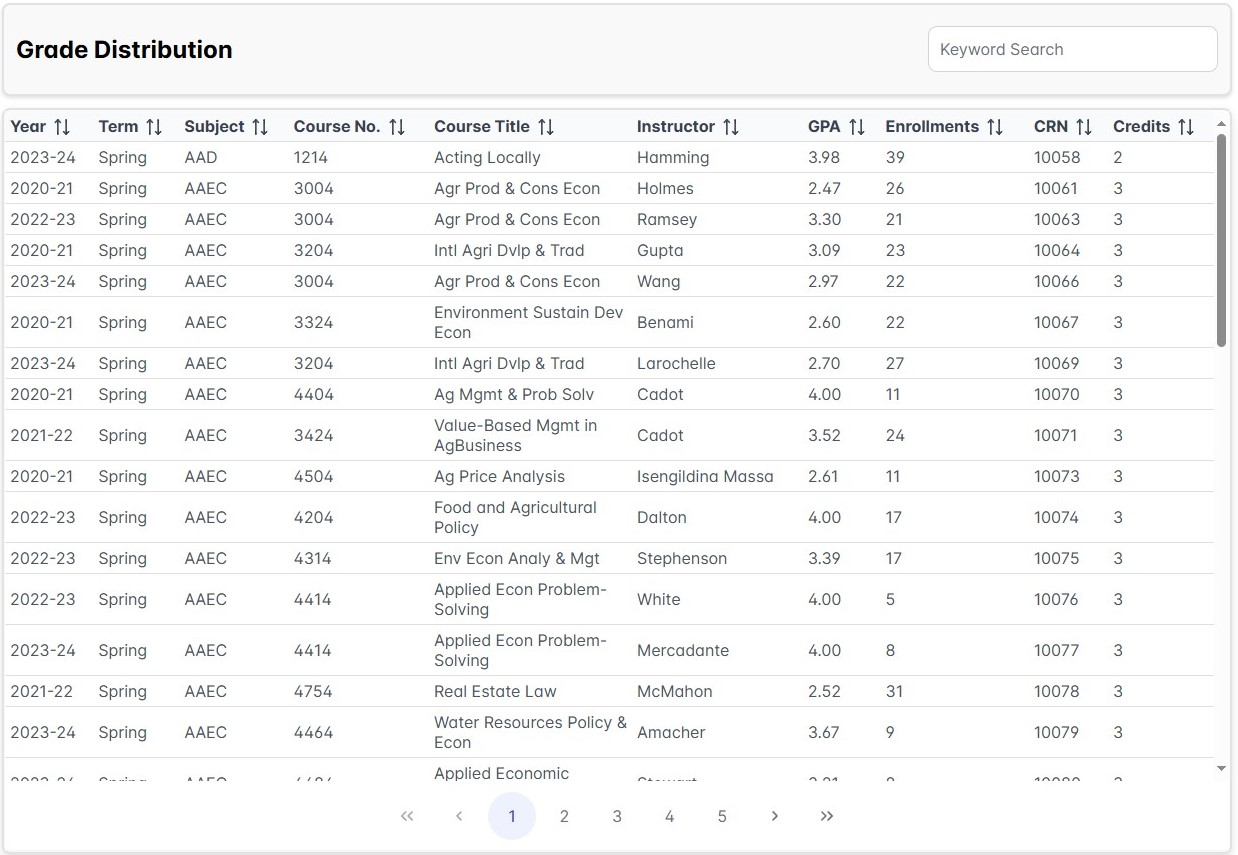 Grade Distribution
Keyword Search
Year Term Subject Course No. Course Title Instructor GPA Enrollments CRN Credits
2023-24 Spring AAD 1214 Acting Locally Hamming 3.98 39 10058 2
2020-21 Spring AAEC 3004 Agr Prod & Cons Econ Holmes 2.47 26 10061 3
2022-23 Spring AAEC 3004 Agr Prod & Cons Econ Ramsey 3.30 21 10063 3
2020-21 Spring AAEC 3204 Intl Agri Dvlp & Trad Gupta 3.09 23 10064 3
2023-24 Spring AAEC 3004 Agr Prod & Cons Econ Wang 2.97 22 10066 3
2020-21 Spring AAEC 3324 Environment Sustain Dev
Econ Benami 2.60 22 10067 3
2023-24 Spring AAEC 3204 Intl Agri Dvlp & Trad Larochelle 2.70 27 10069 3
2020-21 Spring AAEC 4404 Ag Mgmt & Prob Solv Cadot 4.00 11 10070 3
2021-22 Spring AAEC 3424 Value-Based Mgmt in
AgBusiness Cadot 3.52 24 10071 3
2020-21 Spring AAEC 4504 Ag Price Analysis Isengildina Massa 2.61 11 10073 3
2022-23 Spring AAEC 4204 Food and Agricultural
Policy Dalton 4.00 17 10074 3
2022-23 Spring AAEC 4314 Env Econ Analy & Mgt Stephenson 3.39 17 10075 3
2022-23 Spring AAEC 4414 Applied Econ Problem-
Solving White 4.00 5 10076 3
2023-24 Spring AAEC 4414 Applied Econ Problem-
Solving Mercadante 4.00 8 10077 3
2021-22 Spring AAEC 4754 Real Estate Law McMahon 2.52 31 10078 3
2023-24 Spring AAEC 4464 Water Resources Policy &
Econ Amacher 3.67 9 10079 3
Spring AAEC Applied Economic Stewart
« ‹ 1 2 3 4 5 › »